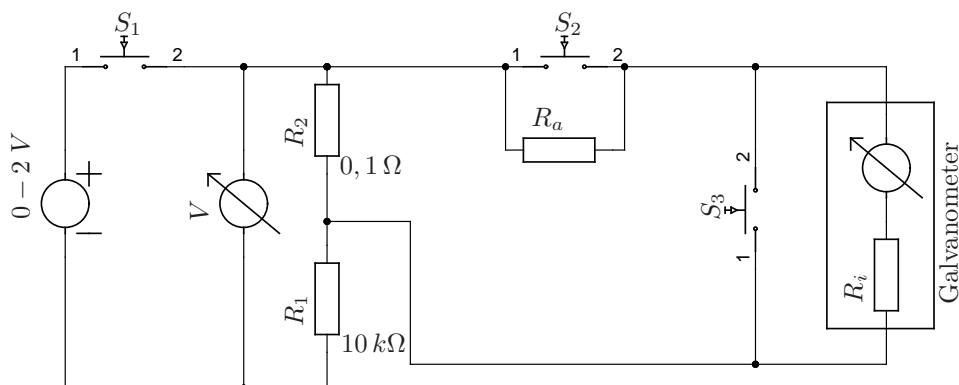 S1
S2
1
2
1
2
R2
0, 1 Ω
Ra
0 − 2 V
+
−
V
S3
2
1
R1
10 kΩ
Ri
Galvanometer